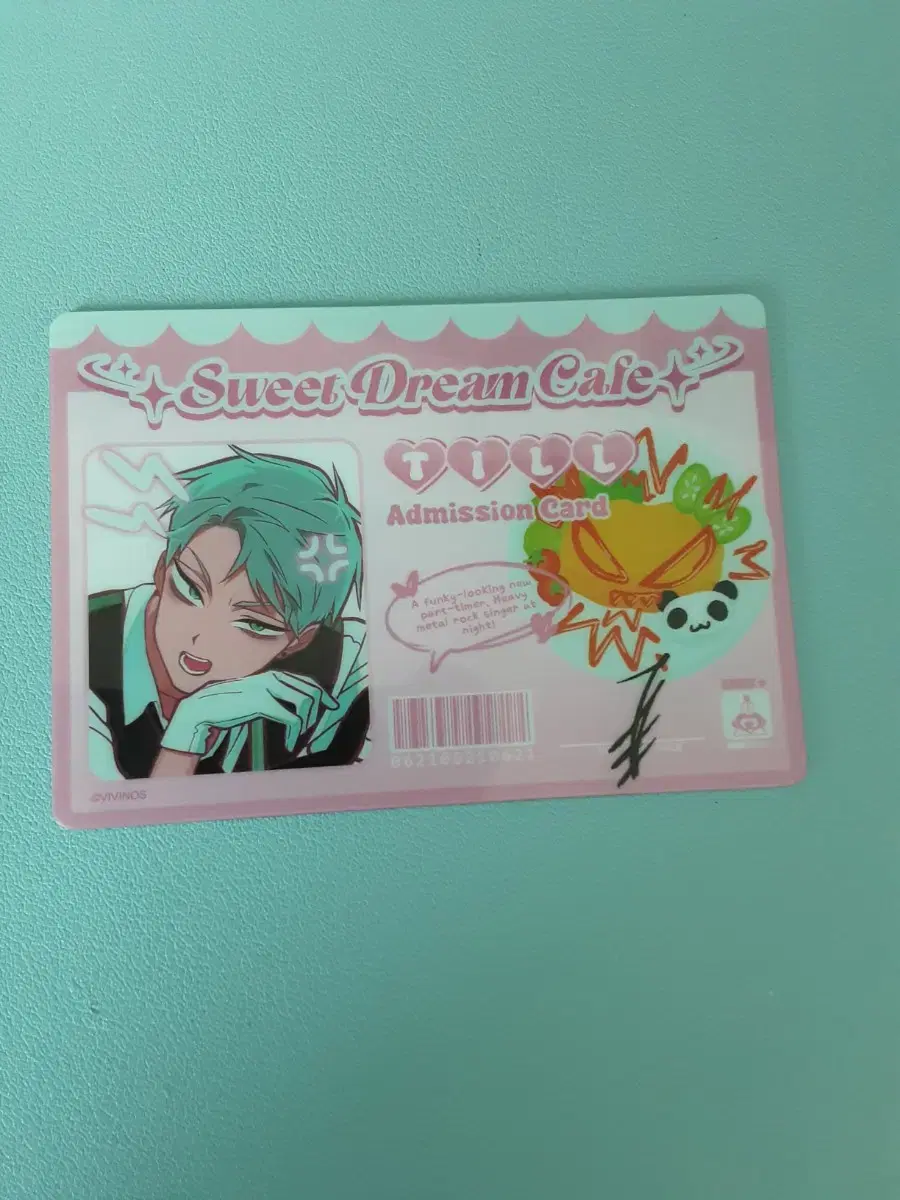 Sweet Dream Cafe
TILL
Admission Card
A funky-looking new
part-timer. Heavy
metal rock singer at
night!
©VIVINOS